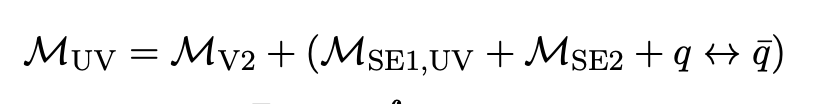 ℳ_UV = ℳ_V2 + (ℳ_SE1,UV + ℳ_SE2 + q ↔ q̄)